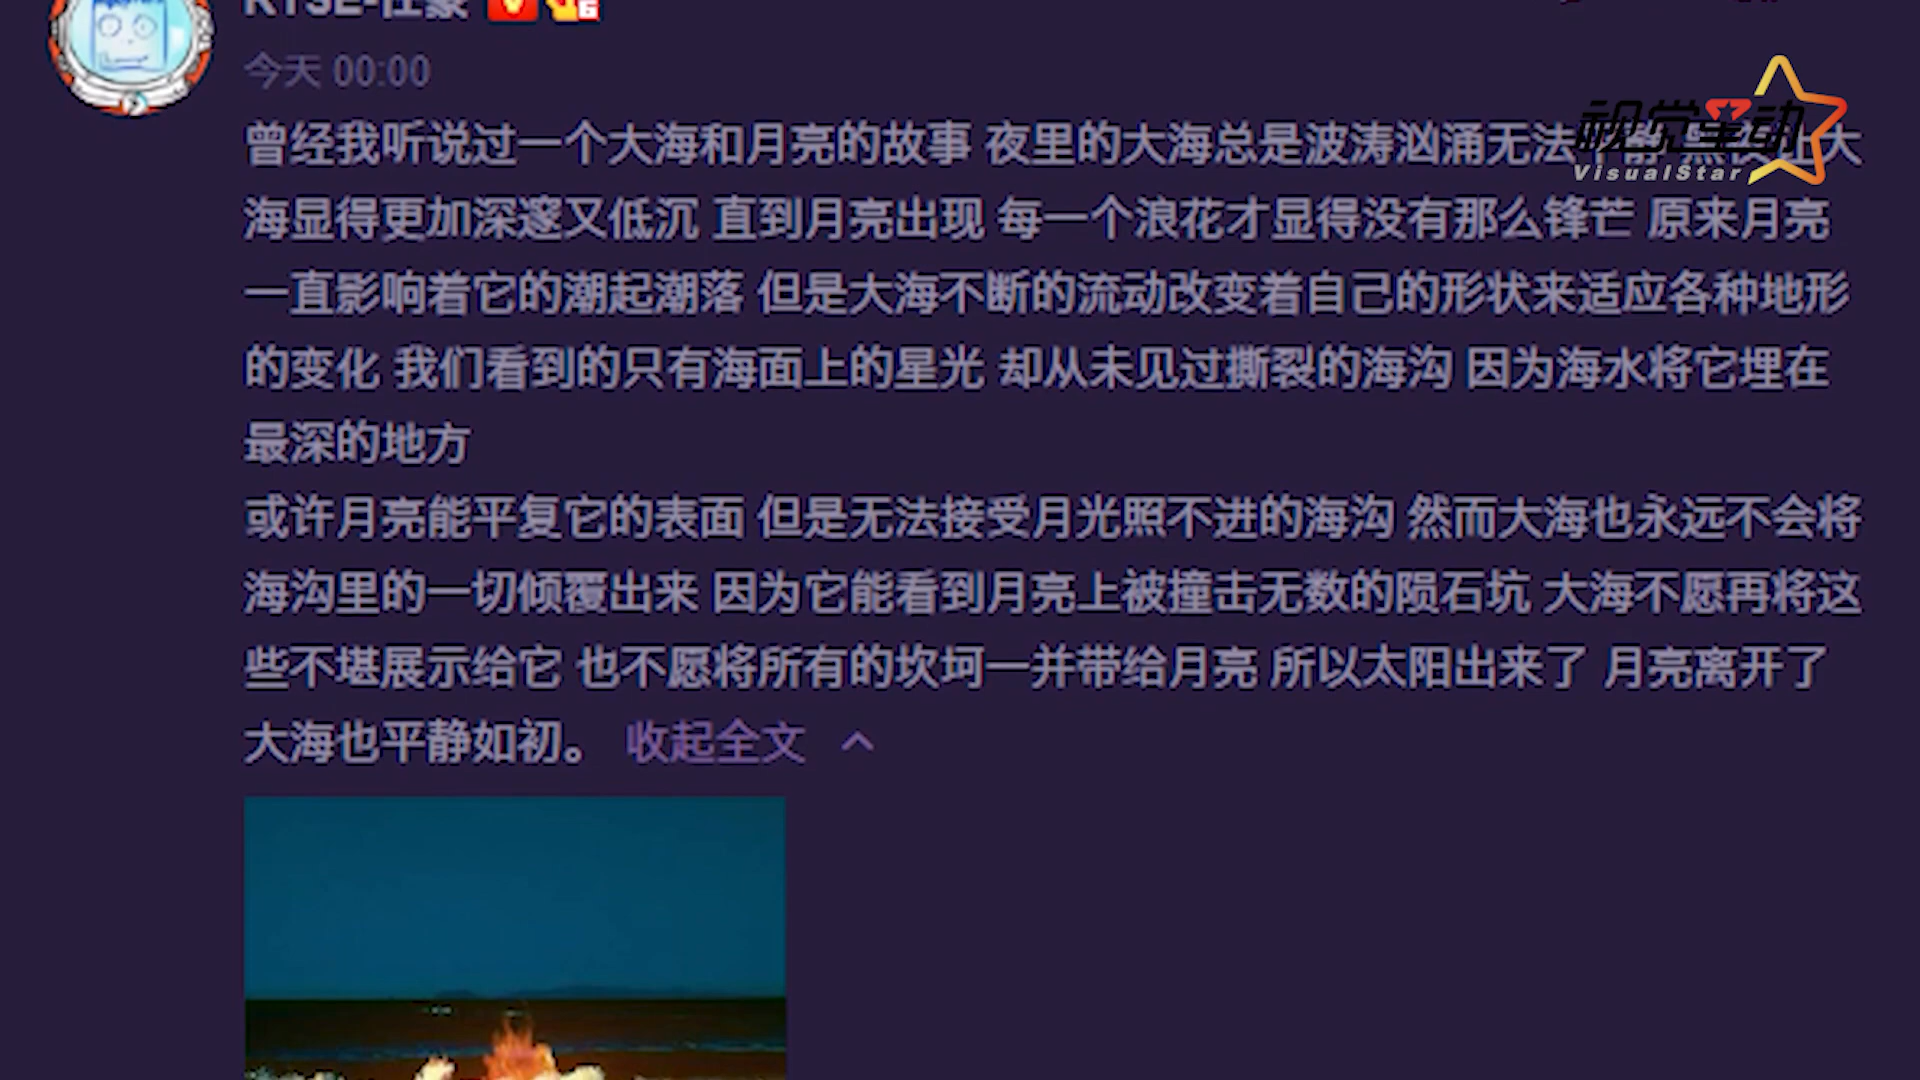 今天 00:00
曾经我听说过一个大海和月亮的故事 夜里的大海总是波涛汹涌无法 大
视觉星动
VisualStar
海显得更加深邃又低沉 直到月亮出现 每一个浪花才显得没有那么锋芒 原来月亮
一直影响着它的潮起潮落 但是大海不断的流动改变着自己的形状来适应各种地形
的变化 我们看到的只有海面上的星光 却从未见过撕裂的海沟 因为海水将它埋在
最深的地方
或许月亮能平复它的表面 但是无法接受月光照不进的海沟 然而大海也永远不会将
海沟里的一切倾覆出来 因为它能看到月亮上被撞击无数的陨石坑 大海不愿再将这
些不堪展示给它 也不愿将所有的坎坷一并带给月亮 所以太阳出来了 月亮离开了
大海也平静如初。 收起全文